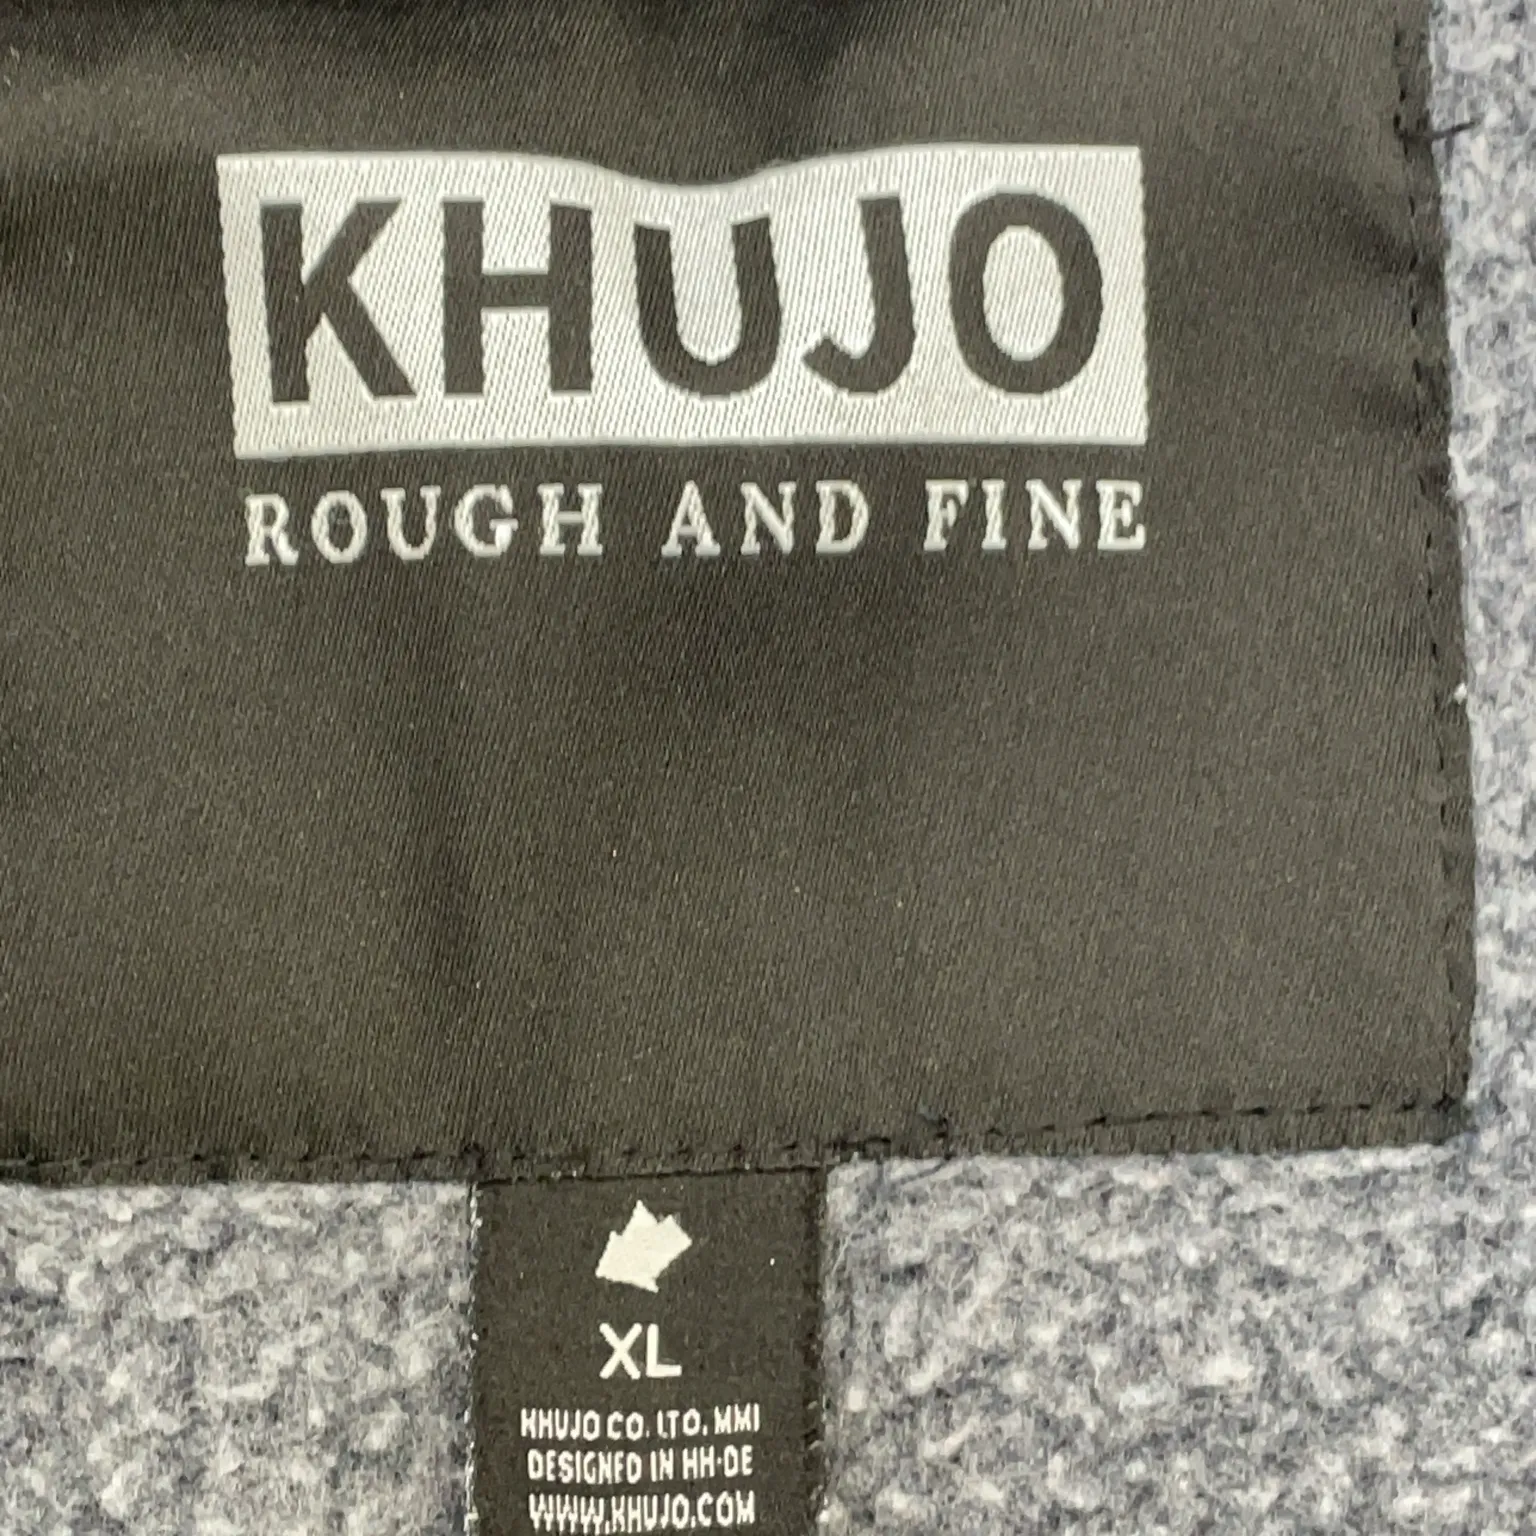 KHUJO
ROUGH AND FINE
XL
KHUJO CO. LTD. MMI
DESIGNED IN HH-DE
WWW.KHUJO.COM